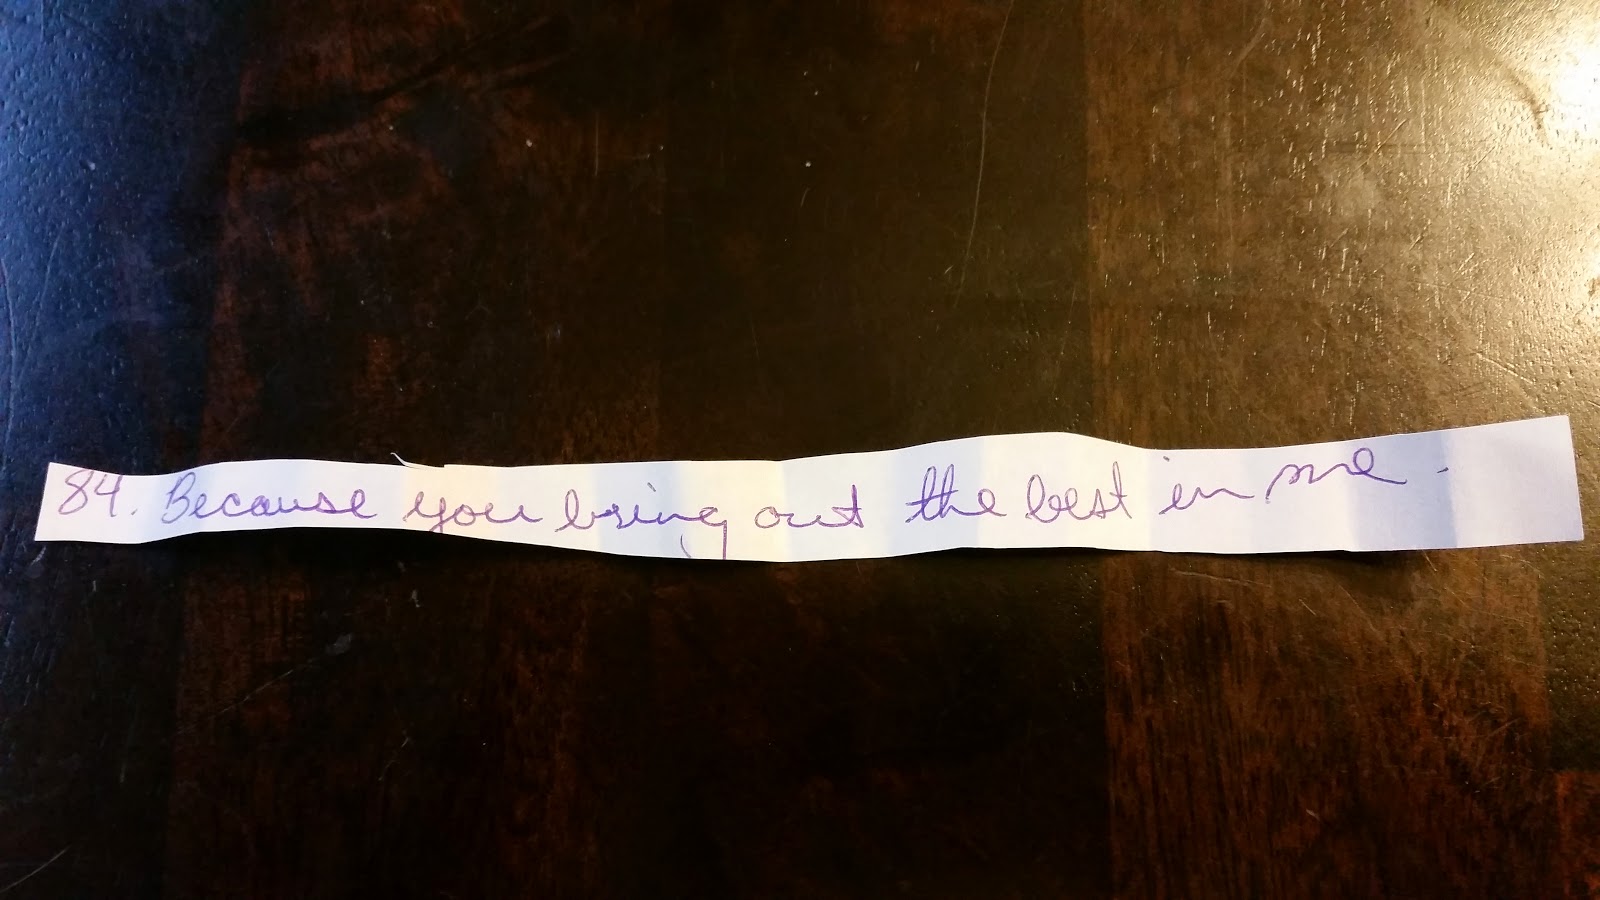 84. Because you bring out the best in me.